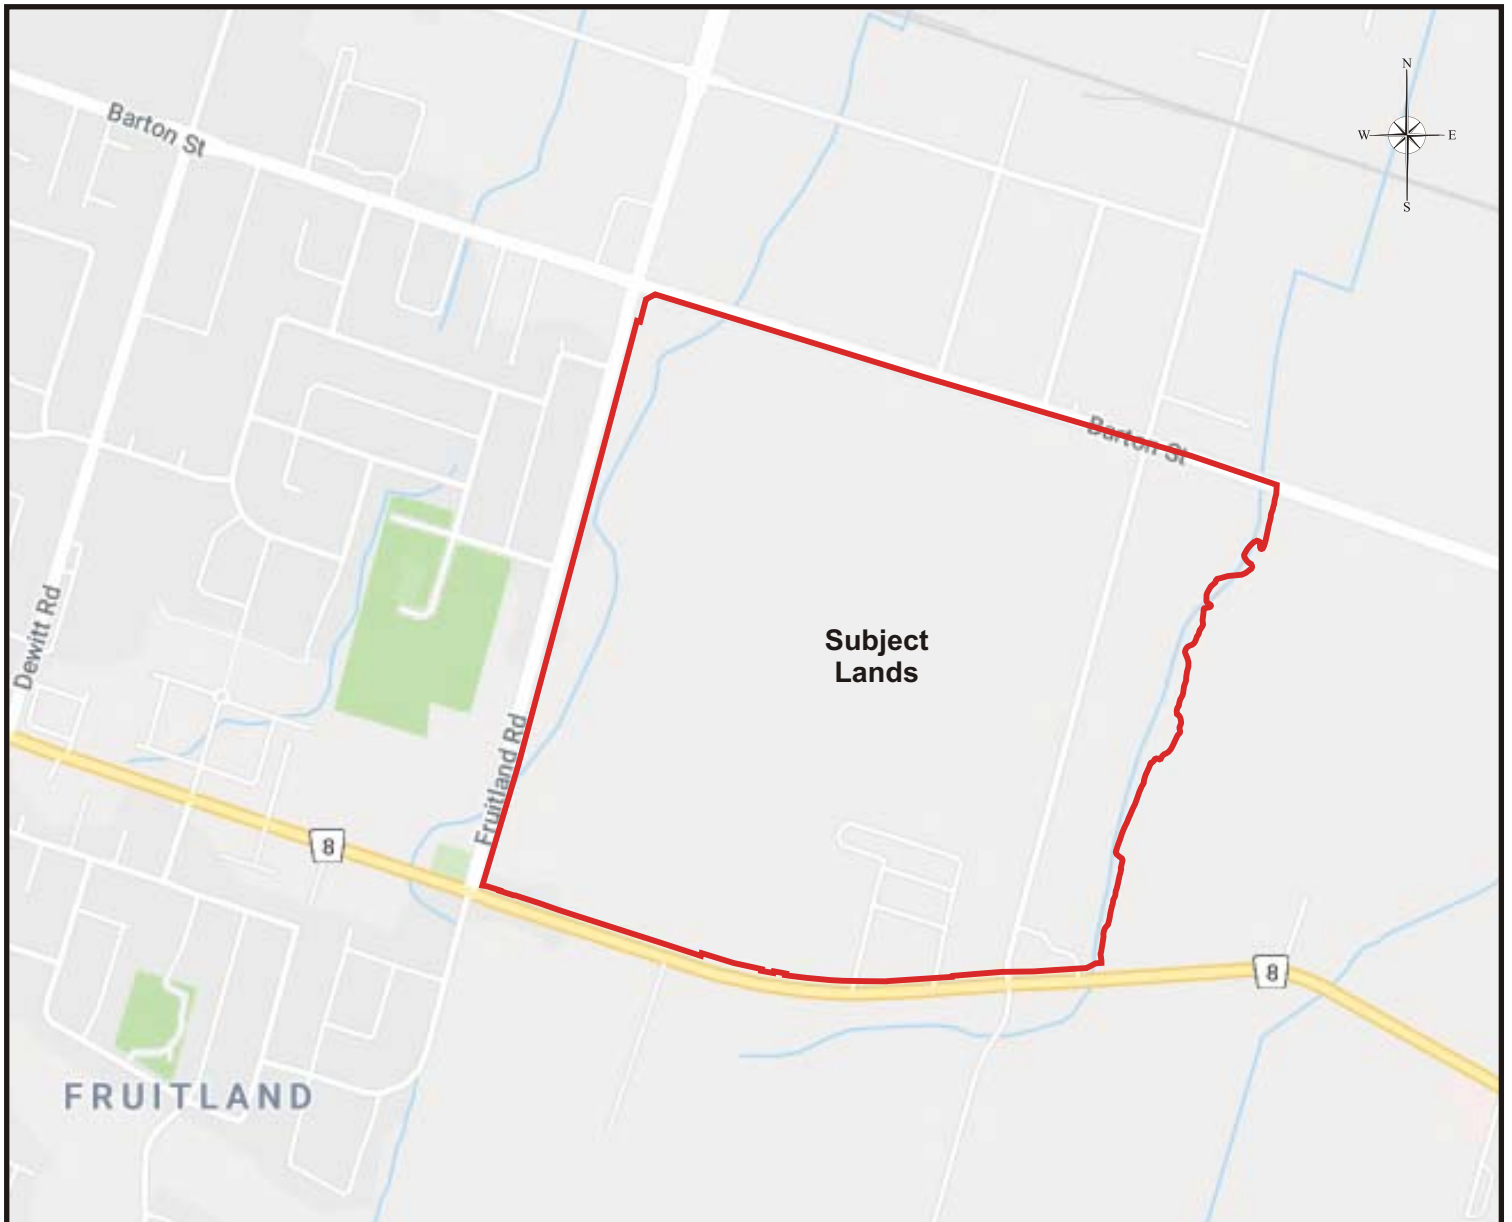 N
Barton St
W E
S
Barton St
Dewitt Rd
Subject
Lands
Fruitland Rd
8
8
FRUITLAND